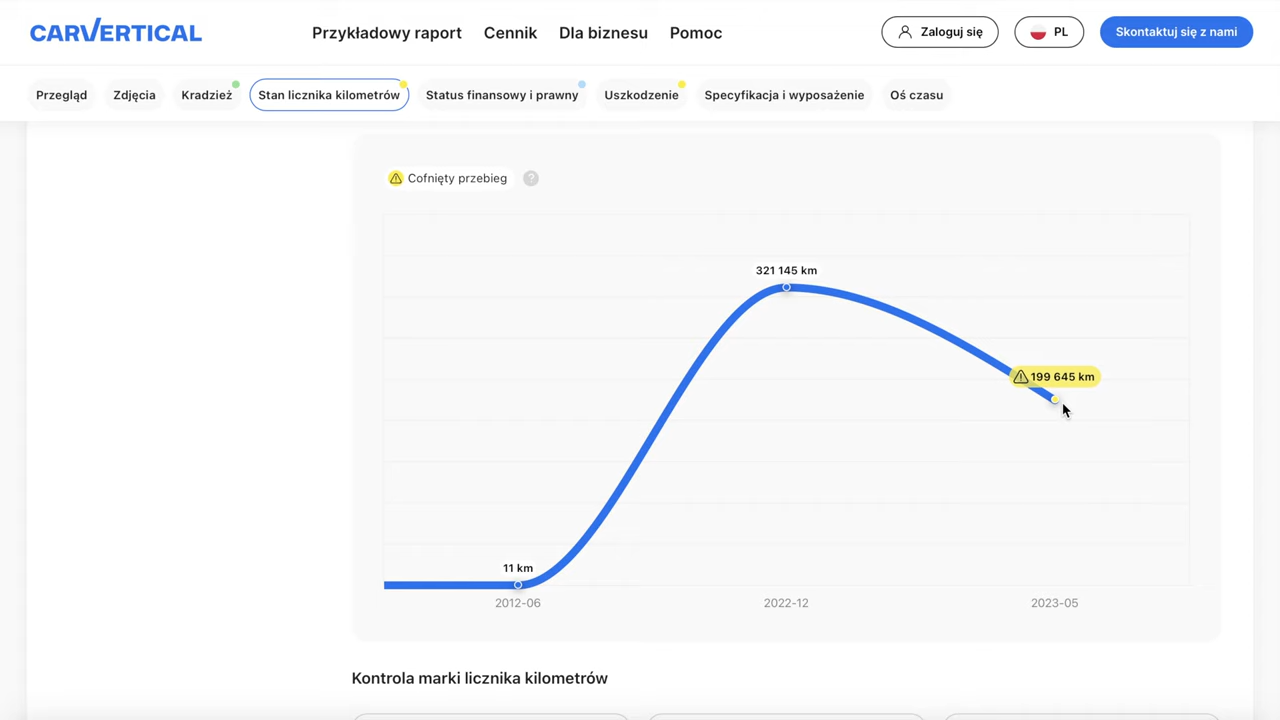 CARVERTICAL
Przykładowy raport
Cennik
Dla biznesu
Pomoc
Zaloguj się
PL
Skontaktuj się z nami
Przegląd
Zdjęcia
Kradzież
Stan licznika kilometrów
Status finansowy i prawny
Uszkodzenie
Specyfikacja i wyposażenie
Oś czasu
Cofnięty przebieg
?
321 145 km
199 645 km
11 km
2012-06
2022-12
2023-05
Kontrola marki licznika kilometrów